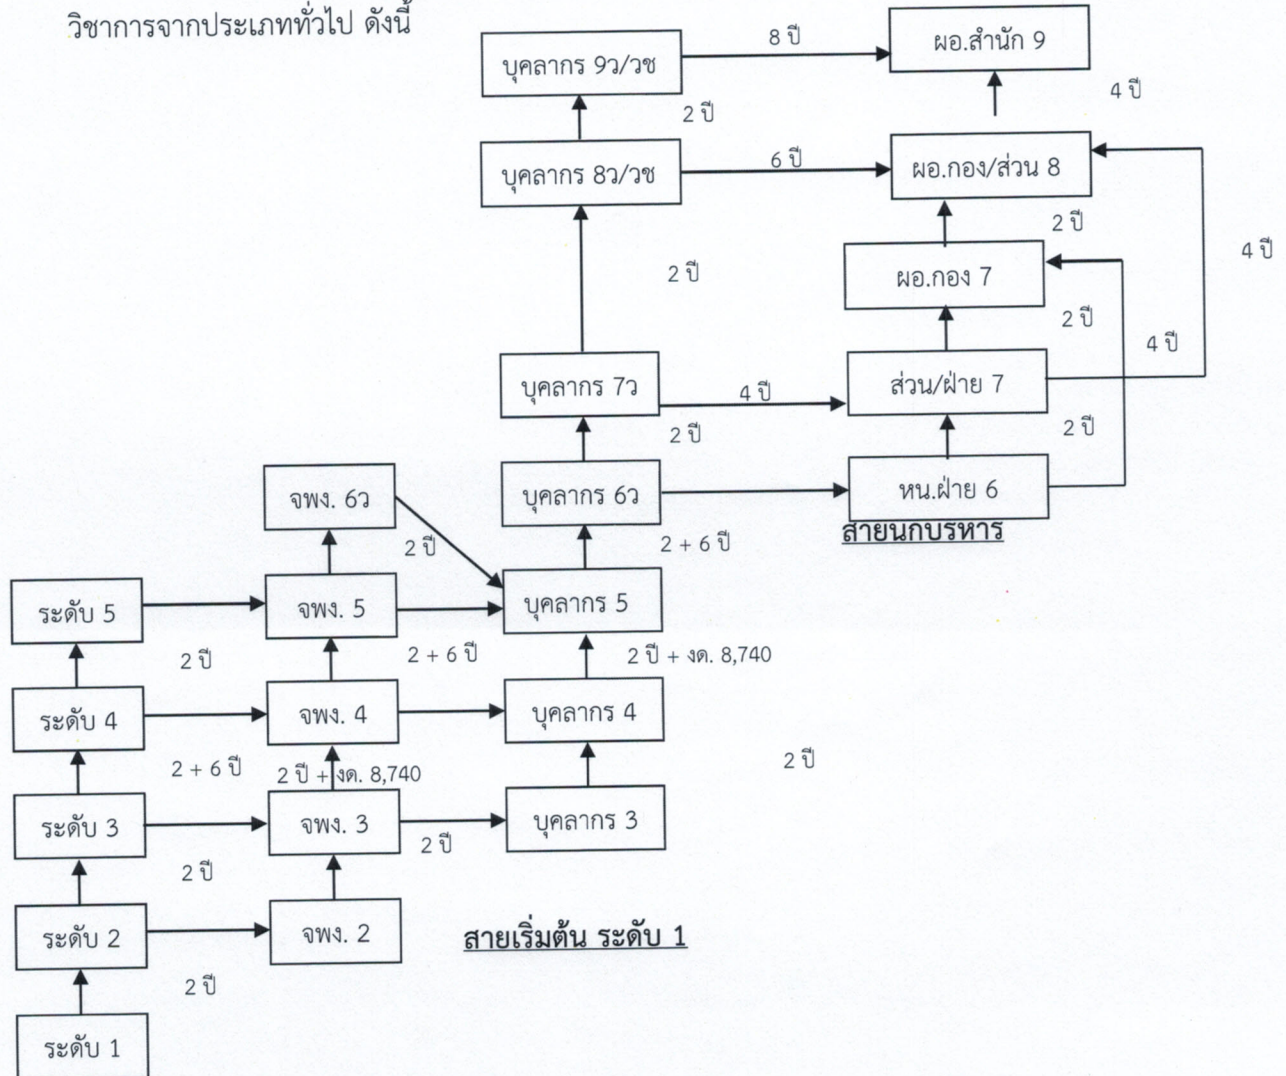 วิชาการจากประเภททั่วไป ดังนี้
ผอ.สำนัก 9
8 ปี
บุคลากร 9ว/วช
4 ปี
2 ปี
บุคลากร 8ว/วช
6 ปี
ผอ.กอง/ส่วน 8
2 ปี
4 ปี
2 ปี
ผอ.กอง 7
2 ปี
4 ปี
บุคลากร 7ว
4 ปี
ส่วน/ฝ่าย 7
2 ปี
2 ปี
จพง. 6ว
บุคลากร 6ว
หน.ฝ่าย 6
สายนกบรหาร
2 ปี
2 + 6 ปี
ระดับ 5
จพง. 5
บุคลากร 5
2 ปี
2 + 6 ปี
2 ปี + งด. 8,740
ระดับ 4
จพง. 4
บุคลากร 4
2 + 6 ปี
2 ปี + งด. 8,740
2 ปี
ระดับ 3
จพง. 3
บุคลากร 3
2 ปี
2 ปี
ระดับ 2
จพง. 2
สายเริ่มต้น ระดับ 1
2 ปี
ระดับ 1